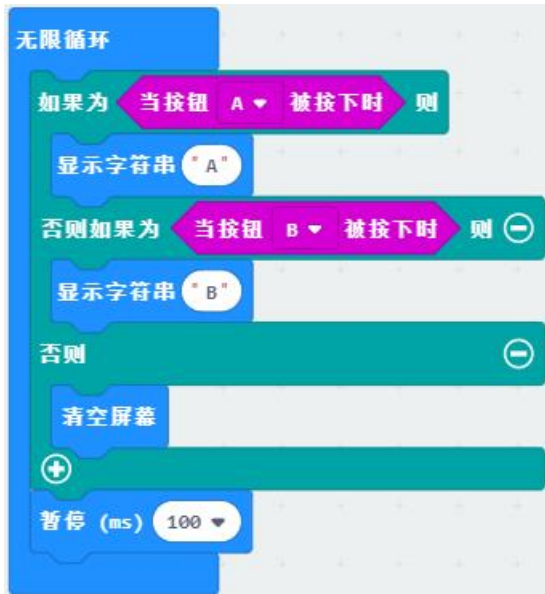 无限循环
如果为 当按钮 A 被按下时 则
显示字符串 "A"
否则如果为 当按钮 B 被按下时 则
显示字符串 "B"
否则
清空屏幕
暂停 (ms) 100